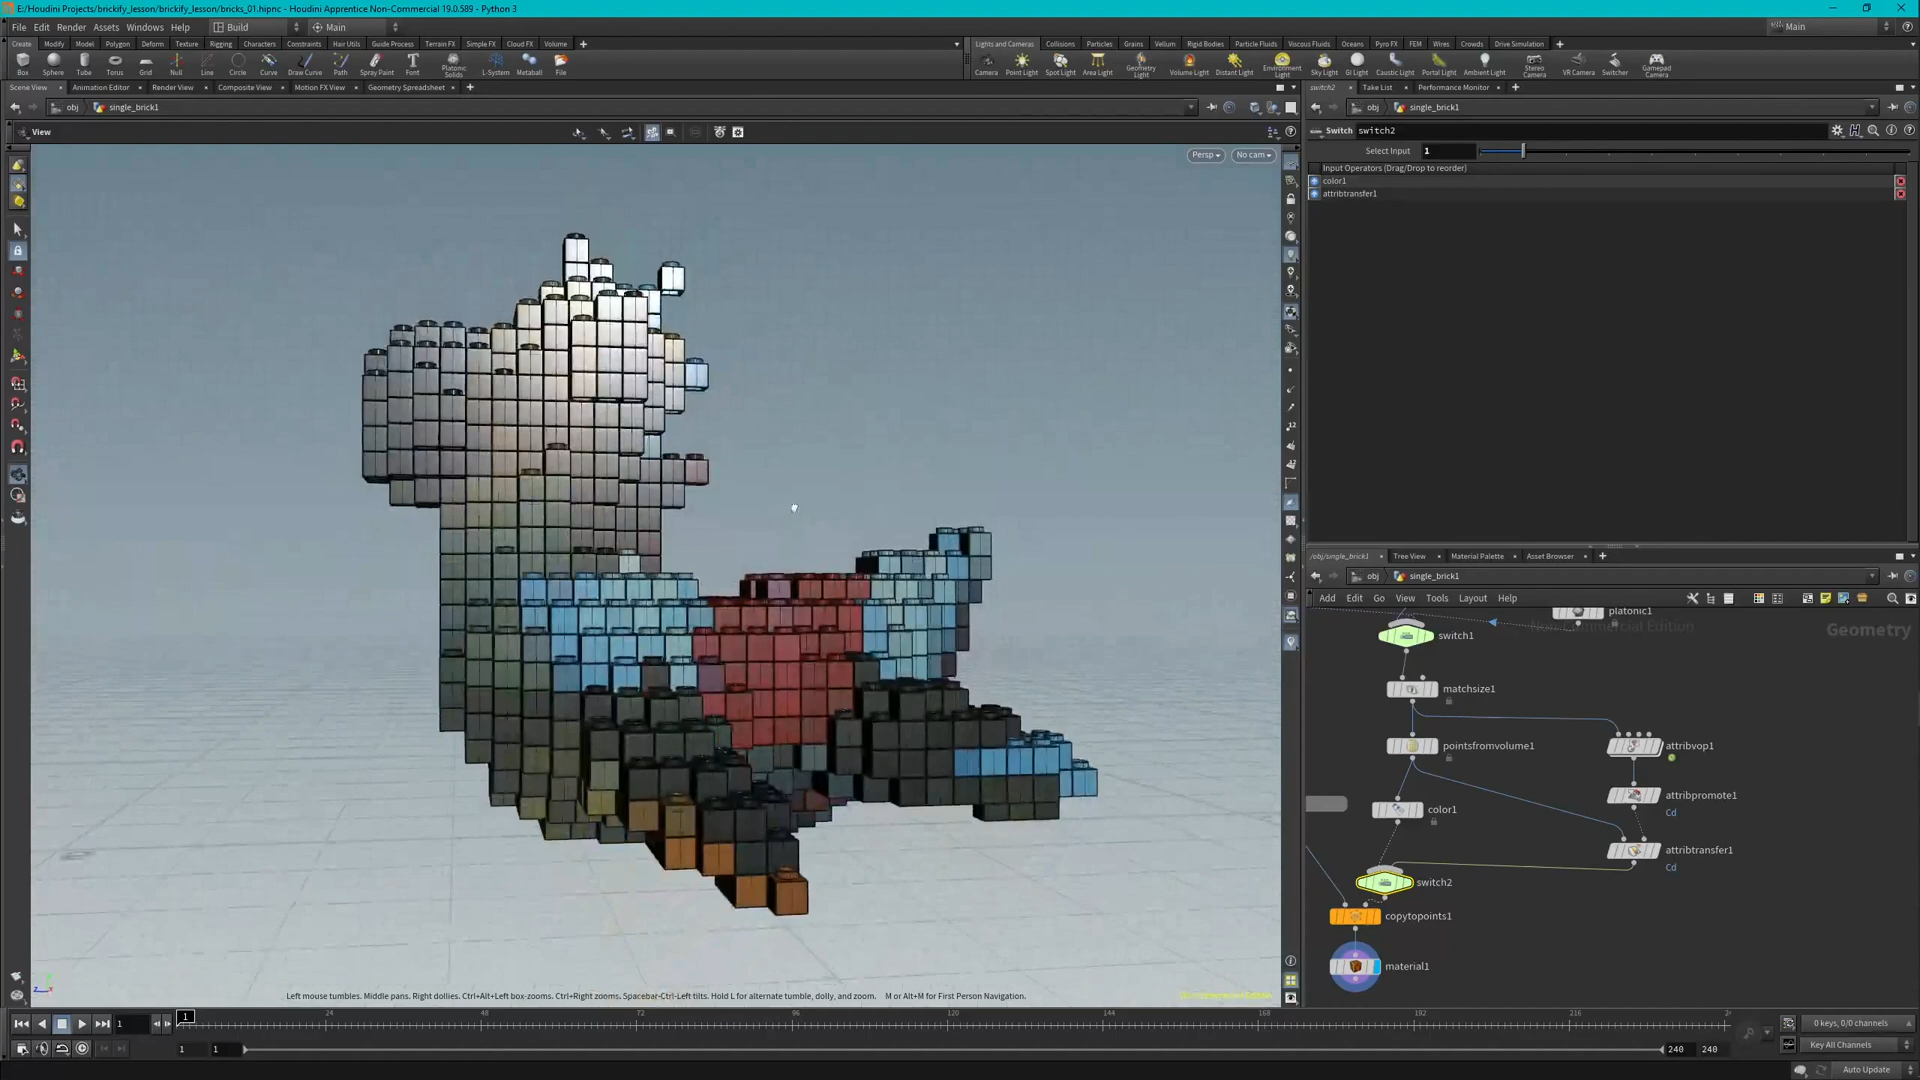 E:/Houdini Projects/brickify_lesson/bricks_01.hipnc - Houdini Apprentice Non-Commercial 19.0.589 - Python 3
File Edit Render Assets Windows Help Build Main Main
Create Modify Model Polygon Deform Texture Rigging Characters Constraints Hair Utils Guide Process Terrain FX Simple FX Cloud FX Volume
Lights and Cameras Collisions Particles Grains Vellum Rigid Bodies Particle Fluids Viscous Fluids Oceans Pyro FX FEM Wires Crowds Drive Simulation
Box Sphere Tube Torus Grid Null Line Circle Curve Draw Curve Path Spray Paint Font Platonic Solids L-System Metaball File
Camera Point Light Spot Light Area Light Geometry Light Volume Light Distant Light Environment Light Sky Light GI Light Caustic Light Portal Light Ambient Light Stereo Camera VR Camera Switcher Gamepad Camera
Scene View Animation Editor Render View Composite View Motion FX View Geometry Spreadsheet
switch2 Take List Performance Monitor
obj single_brick1
obj single_brick1
View
Persp No cam
Switch switch2
Select Input 1
Input Operators (Drag/Drop to reorder)
color1
attribtransfer1
/obj/single_brick1 Tree View Material Palette Asset Browser
obj single_brick1
Add Edit Go View Tools Layout Help
Non-Commercial Edition
Geometry
platonic1
switch1
matchsize1
pointsfromvolume1
attribvop1
attribpromote1
Cd
color1
attribtransfer1
Cd
switch2
copytopoints1
material1
Left mouse tumbles. Middle pans. Right dollies. Ctrl+Alt+Left box-zooms. Ctrl+Right zooms. Spacebar-Ctrl-Left tilts. Hold L for alternate tumble, dolly, and zoom. M or Alt+M for First Person Navigation.
1 1 24 48 72 96 120 144 168 192 216
0 keys, 0/0 channels
1 1 240 240
Key All Channels
Auto Update